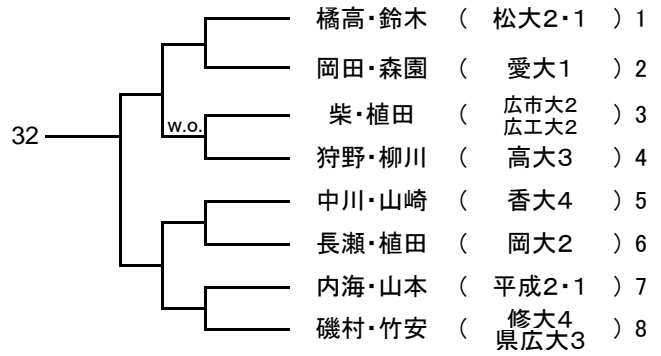 橘高・鈴木 ( 松大2・1 ) 1
岡田・森園 ( 愛大1 ) 2
柴・植田 ( 広市大2 広工大2 ) 3
w.o.
32
狩野・柳川 ( 高大3 ) 4
中川・山崎 ( 香大4 ) 5
長瀬・植田 ( 岡大2 ) 6
内海・山本 ( 平成2・1 ) 7
磯村・竹安 ( 修大4 県広大3 ) 8